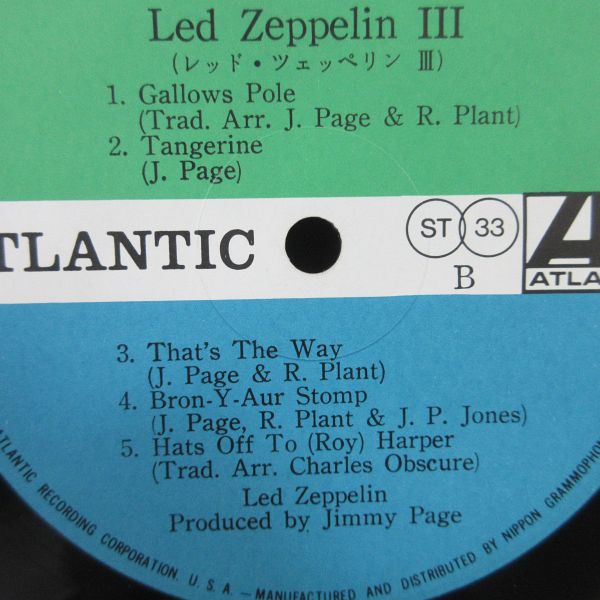 Led Zeppelin III
(レッド・ツェッペリン Ⅲ)
1. Gallows Pole
(Trad. Arr. J. Page & R. Plant)
2. Tangerine
(J. Page)
TLANTIC
ST 33
B
ATLA
3. That's The Way
(J. Page & R. Plant)
4. Bron-Y-Aur Stomp
(J. Page, R. Plant & J. P. Jones)
5. Hats Off To (Roy) Harper
(Trad. Arr. Charles Obscure)
Led Zeppelin
Produced by Jimmy Page
ATLANTIC RECORDING CORPORATION, U. S. A. —MANUFACTURED AND DISTRIBUTED BY NIPPON GRAMMOPHON